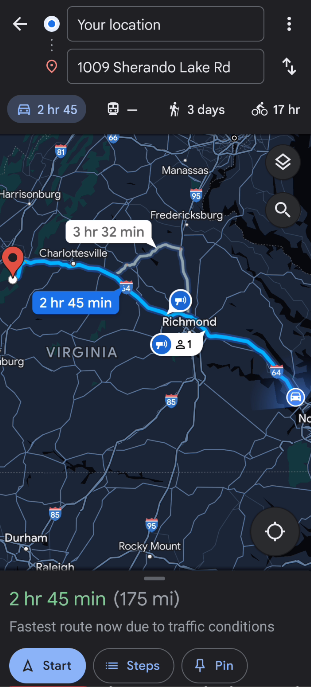 Your location
1009 Sherando Lake Rd
2 hr 45
—
3 days
17 hr
66
81
Manassas
Harrisonburg
95
Fredericksburg
3 hr 32 min
Charlottesville
64
2 hr 45 min
Richmond
1
VIRGINIA
burg
64
85
No
85
95
Durham
Rocky Mount
Raleigh
2 hr 45 min (175 mi)
Fastest route now due to traffic conditions
Start
Steps
Pin